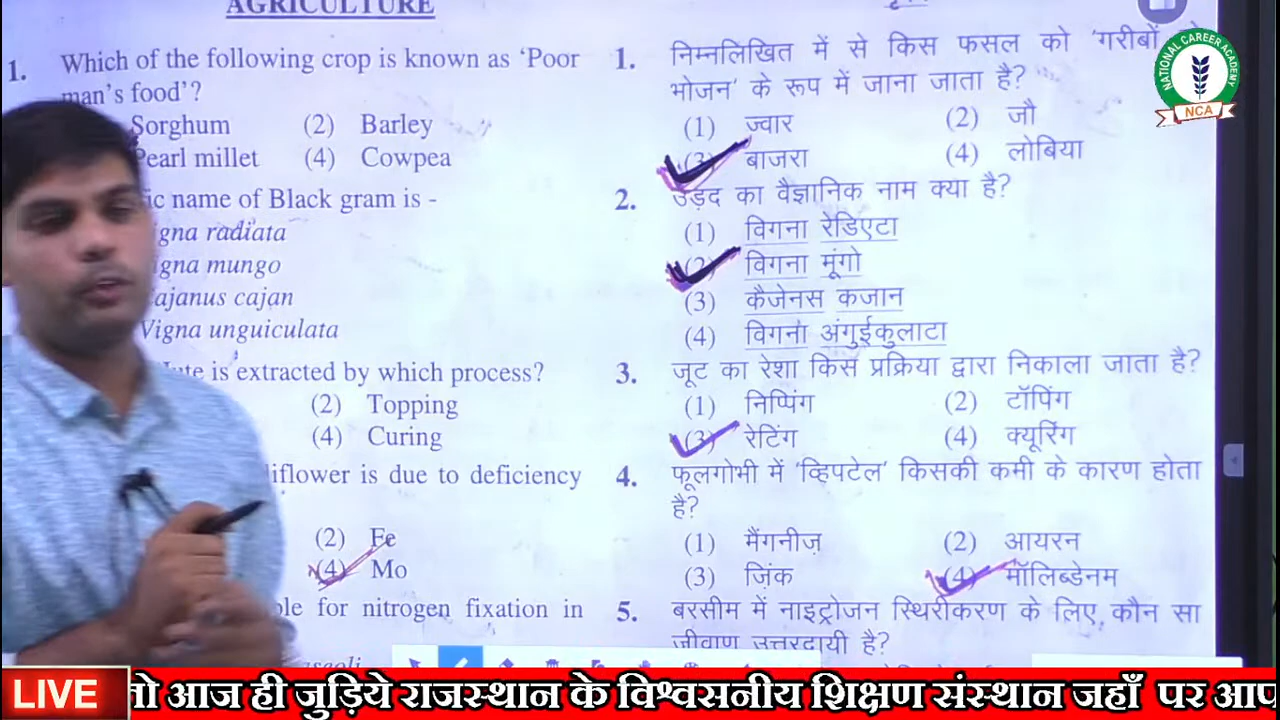 AGRICULTURE
1. Which of the following crop is known as 'Poor
man's food'?
Sorghum (2) Barley
Pearl millet (4) Cowpea
name of Black gram is -
radiata
mungo
cajan
Vigna unguiculata
is extracted by which process?
(2) Topping
(4) Curing
is due to deficiency
(2) Fe
(4) Mo
for nitrogen fixation in
1. निम्नलिखित में से किस फसल को 'गरीबों
भोजन' के रूप में जाना जाता है?
(1) ज्वार (2) जौ
(3) बाजरा (4) लोबिया
2. उड़द का वैज्ञानिक नाम क्या है?
(1) विगना रेडिएटा
(2) विगना मूंगो
(3) कैजेनस कजान
(4) विगना अंगुईकुलाटा
3. जूट का रेशा किस प्रक्रिया द्वारा निकाला जाता है?
(1) निप्पिंग (2) टॉपिंग
(3) रेटिंग (4) क्यूरिंग
4. फूलगोभी में 'व्हिपटेल' किसकी कमी के कारण होता
है?
(1) मैंगनीज़ (2) आयरन
(3) ज़िंक (4) मॉलिब्डेनम
5. बरसीम में नाइट्रोजन स्थिरीकरण के लिए कौन सा
जीवाणु उत्तरदायी है?
NATIONAL CAREER ACADEMY
NCA
LIVE तो आज ही जुड़िये राजस्थान के विश्वसनीय शिक्षण संस्थान जहाँ पर आप